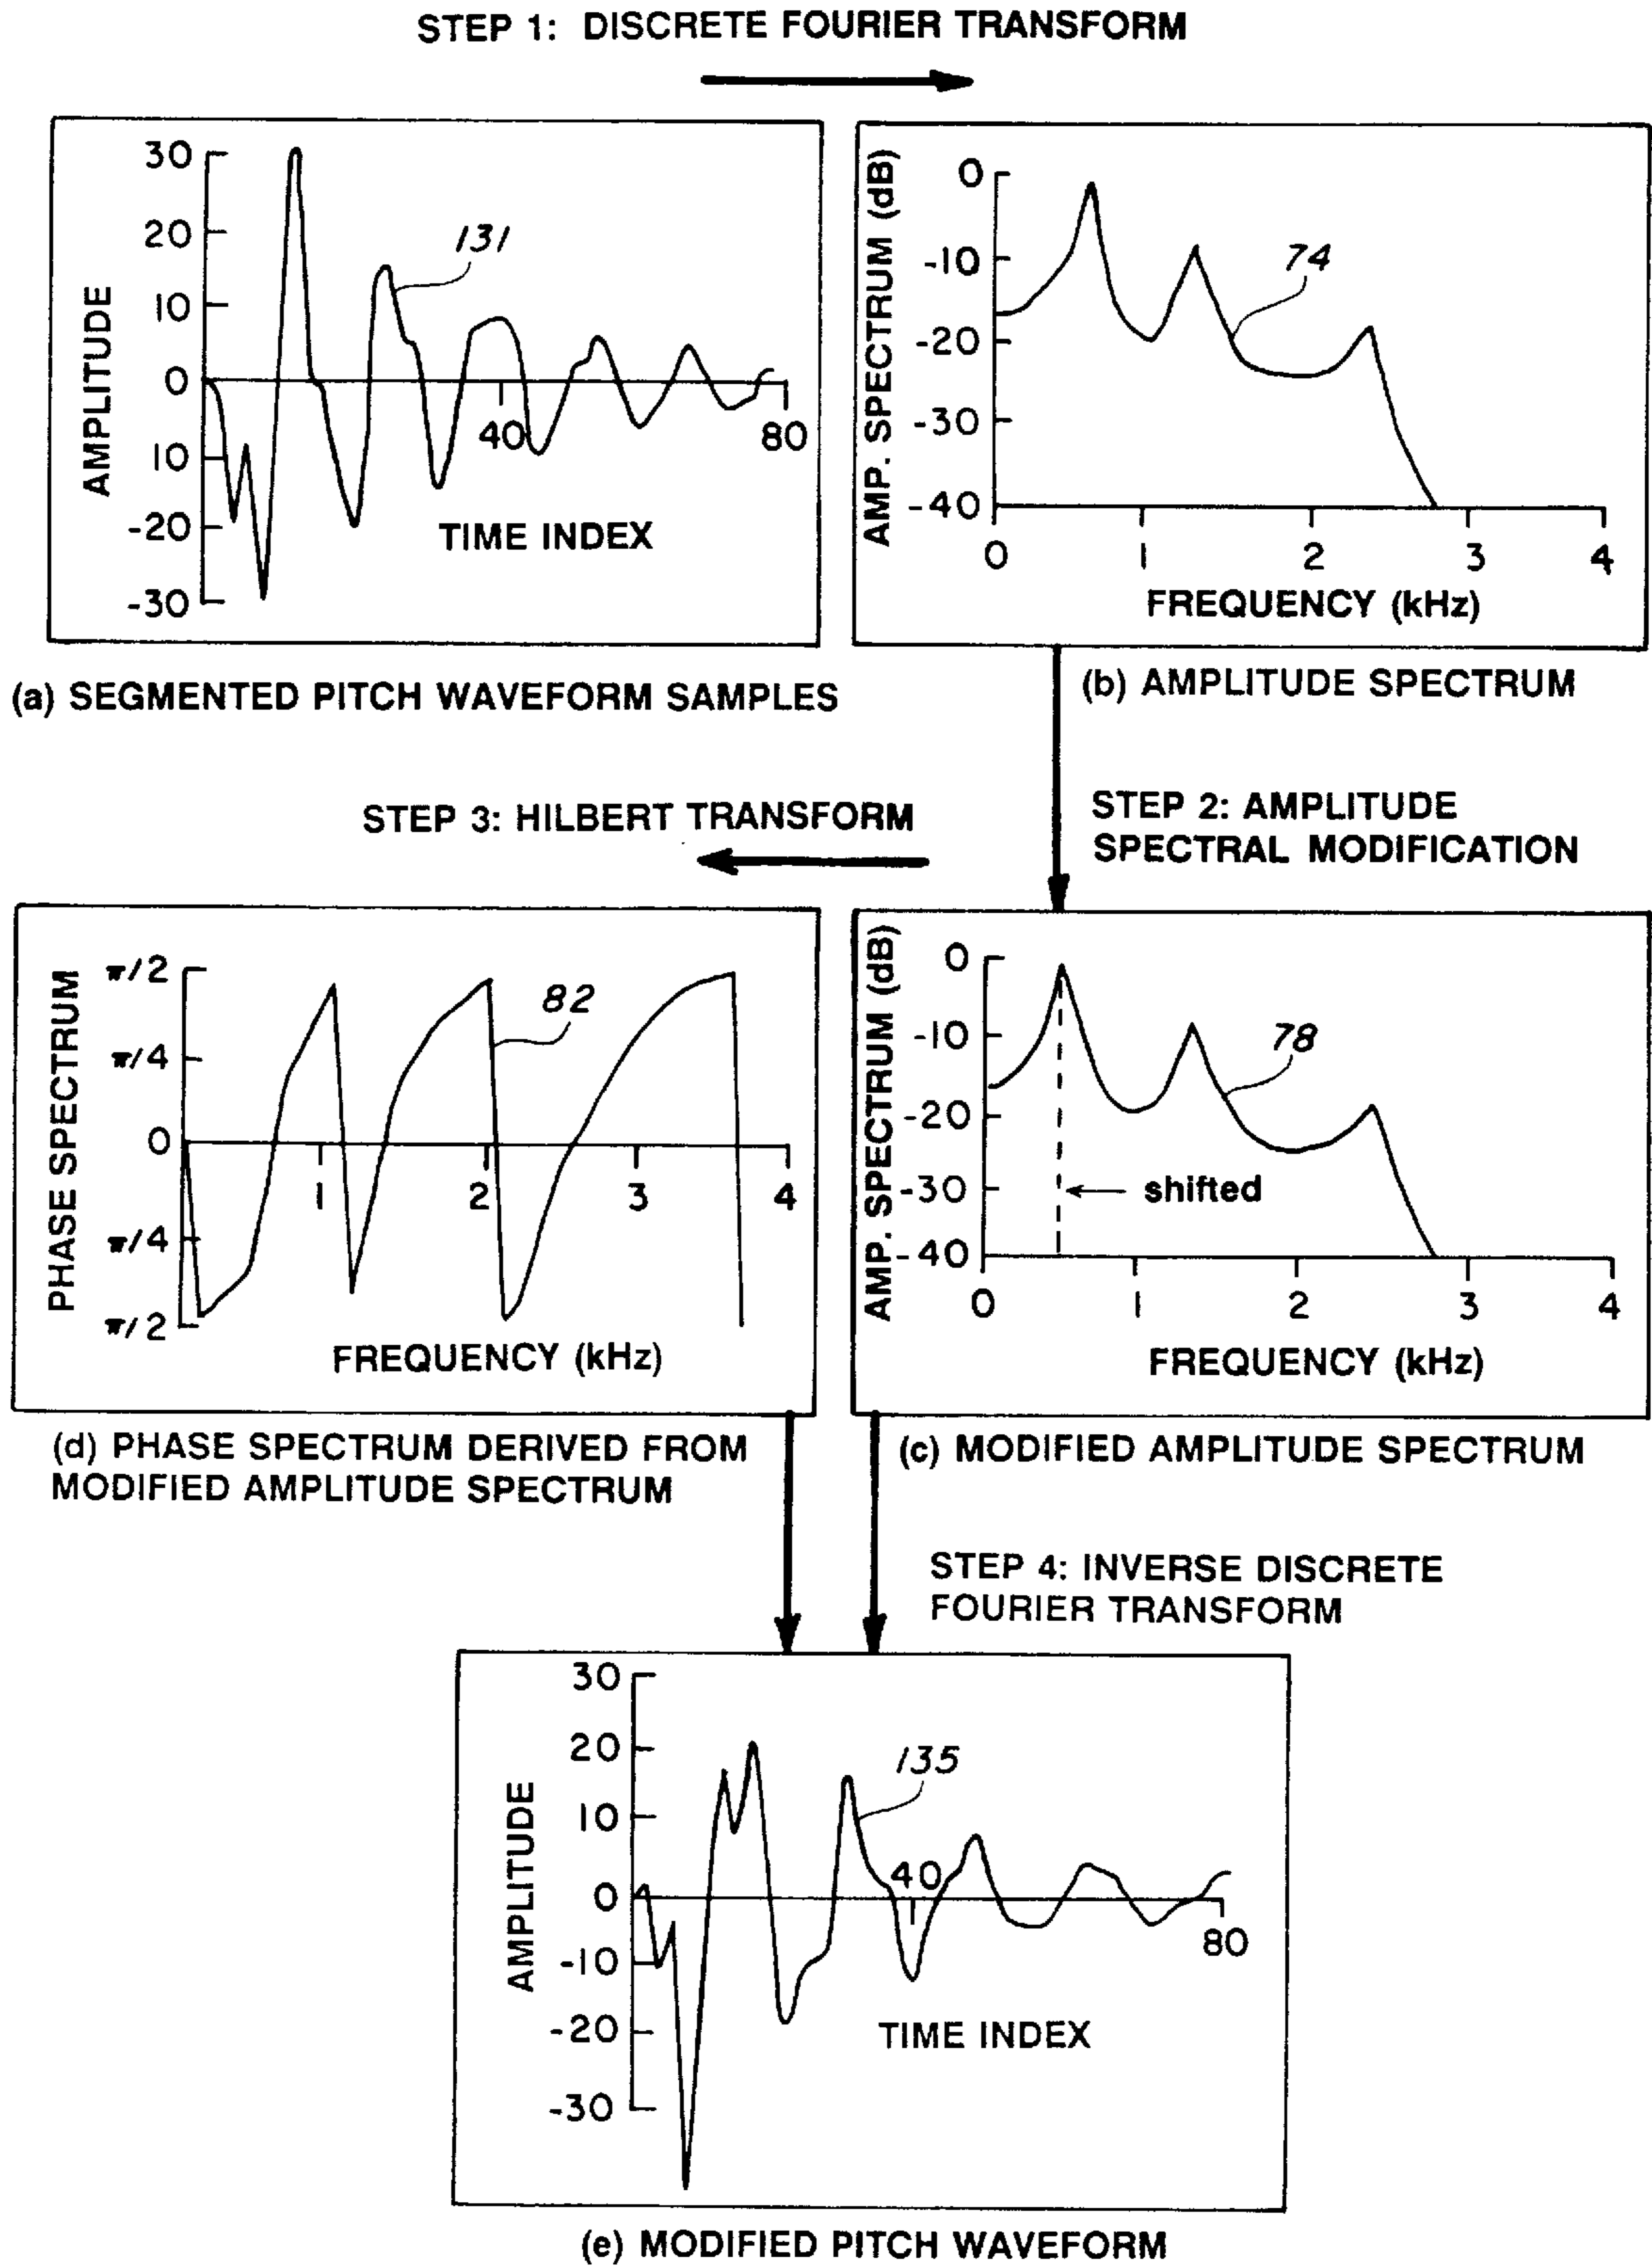 STEP 1: DISCRETE FOURIER TRANSFORM
30
20
10
0
10
-20
-30
AMPLITUDE
131
40
80
TIME INDEX
(a) SEGMENTED PITCH WAVEFORM SAMPLES
AMP. SPECTRUM (dB)
0
-10
-20
-30
-40
74
0 1 2 3 4
FREQUENCY (kHz)
(b) AMPLITUDE SPECTRUM
STEP 2: AMPLITUDE
SPECTRAL MODIFICATION
STEP 3: HILBERT TRANSFORM
PHASE SPECTRUM
π/2
π/4
0
π/4
π/2
82
1 2 3 4
FREQUENCY (kHz)
(d) PHASE SPECTRUM DERIVED FROM
MODIFIED AMPLITUDE SPECTRUM
AMP. SPECTRUM (dB)
0
-10
-20
-30
-40
78
shifted
0 1 2 3 4
FREQUENCY (kHz)
(c) MODIFIED AMPLITUDE SPECTRUM
STEP 4: INVERSE DISCRETE
FOURIER TRANSFORM
AMPLITUDE
30
20
10
0
-10
-20
-30
135
40
80
TIME INDEX
(e) MODIFIED PITCH WAVEFORM